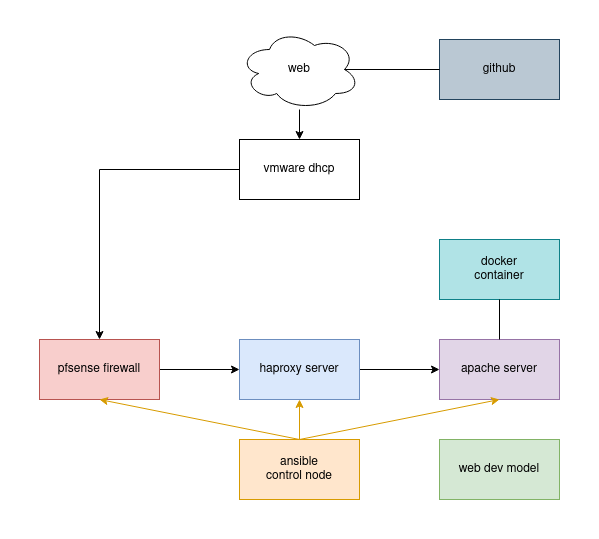 web
github
vmware dhcp
docker
container
pfsense firewall
haproxy server
apache server
ansible
control node
web dev model